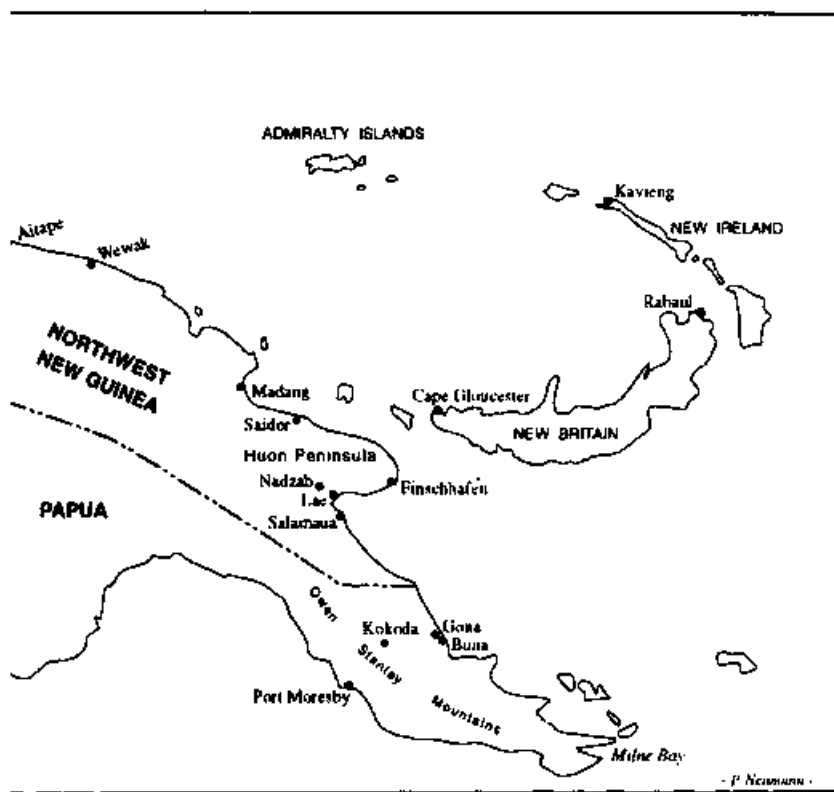 ADMIRALTY ISLANDS
Kavieng
NEW IRELAND
Aitape
Wewak
Rabaul
NORTHWEST
NEW GUINEA
Madang
Cape Gloucester
Saidor
NEW BRITAIN
Huon Peninsula
Nadzab
Finschhafen
Lae
PAPUA
Salamaua
Owen
Kokoda
Gona
Buna
Stanley
Port Moresby
Mountains
Milne Bay
- P Neumann -